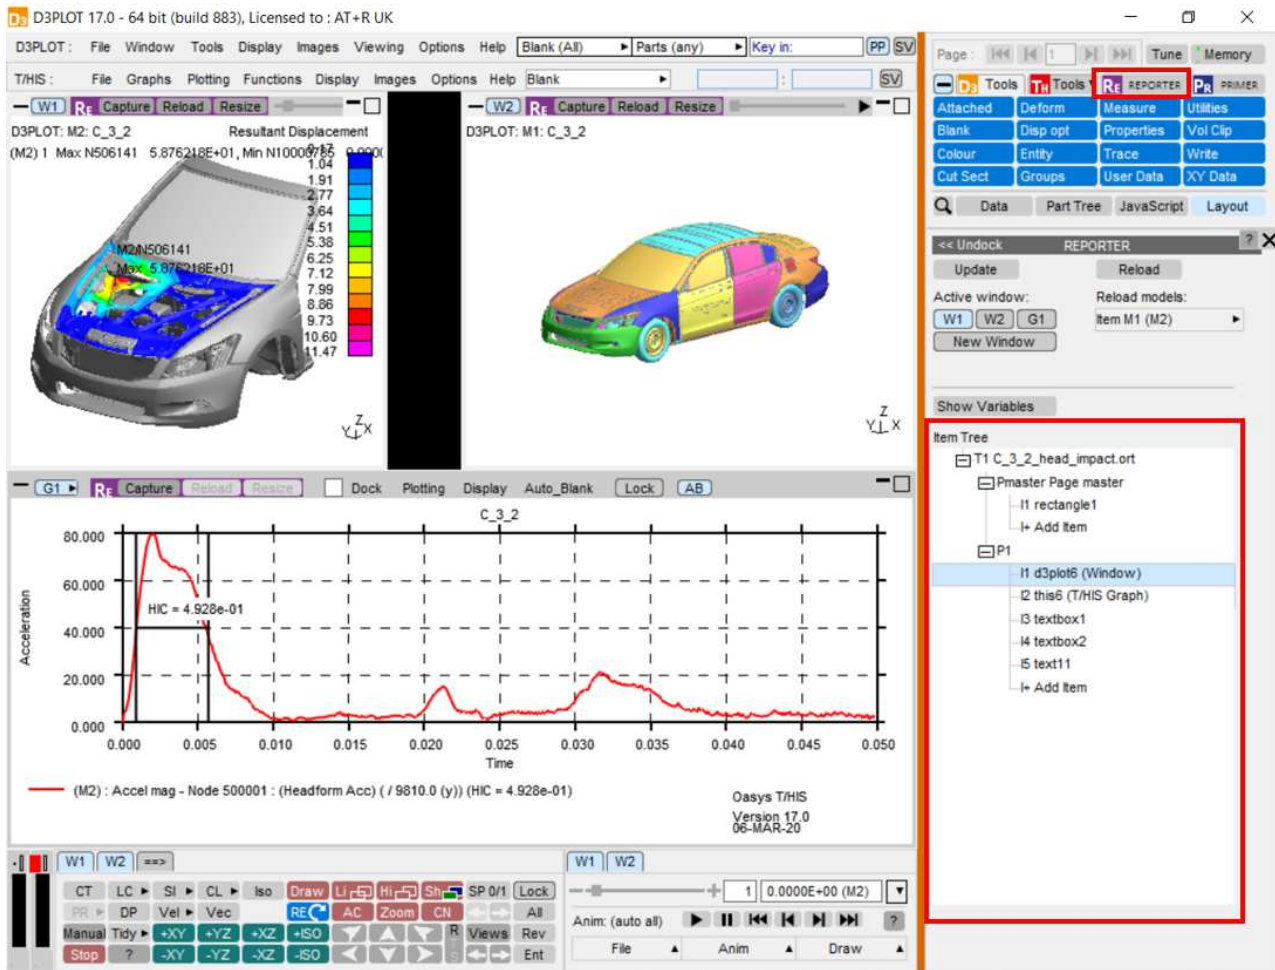 D3PLOT 17.0 - 64 bit (build 883), Licensed to : AT+R UK
D3PLOT : File Window Tools Display Images Viewing Options Help Blank (All) Parts (any) Key in: PP SV
T/HIS : File Graphs Plotting Functions Display Images Options Help Blank : SV
W1 RE Capture Reload Resize
D3PLOT: M2: C_3_2 Resultant Displacement
(M2) 1 Max N506141 5.876218E+01, Min N10000785
0.17
1.04
1.91
2.77
3.64
4.51
5.38
6.25
7.12
7.99
8.86
9.73
10.60
11.47
M2/N506141
Max 5.876218E+01
Z
Y X
W2 RE Capture Reload Resize
D3PLOT: M1: C_3_2
Z
Y X
G1 RE Capture Reload Resize Dock Plotting Display Auto_Blank Lock AB
C_3_2
80.000
60.000
40.000
20.000
0.000
Acceleration
HIC = 4.928e-01
0.000 0.005 0.010 0.015 0.020 0.025 0.030 0.035 0.040 0.045 0.050
Time
(M2) : Accel mag - Node 500001 : (Headform Acc) ( / 9810.0 (y)) (HIC = 4.928e-01)
Oasys T/HIS
Version 17.0
06-MAR-20
W1 W2 ==>
CT LC SI CL Iso Draw Li Hi Sh SP 0/1 Lock
PR DP Vel Vec RE AC Zoom CN All
Manual Tidy +XY +YZ +XZ +ISO R Views Rev
Stop ? -XY -YZ -XZ -ISO Ent
W1 W2
1 0.0000E+00 (M2)
Anim: (auto all) ?
File Anim Draw
Page : 1 Tune Memory
D3 Tools TH Tools RE REPORTER PR PRIMER
Attached Deform Measure Utilities
Blank Disp opt Properties Vol Clip
Colour Entity Trace Write
Cut Sect Groups User Data XY Data
Data Part Tree JavaScript Layout
<< Undock REPORTER ? X
Update Reload
Active window: Reload models:
W1 W2 G1 Item M1 (M2)
New Window
Show Variables
Item Tree
T1 C_3_2_head_impact.ort
Pmaster Page master
I1 rectangle1
I+ Add Item
P1
I1 d3plot6 (Window)
I2 this6 (T/HIS Graph)
I3 textbox1
I4 textbox2
I5 text11
I+ Add Item